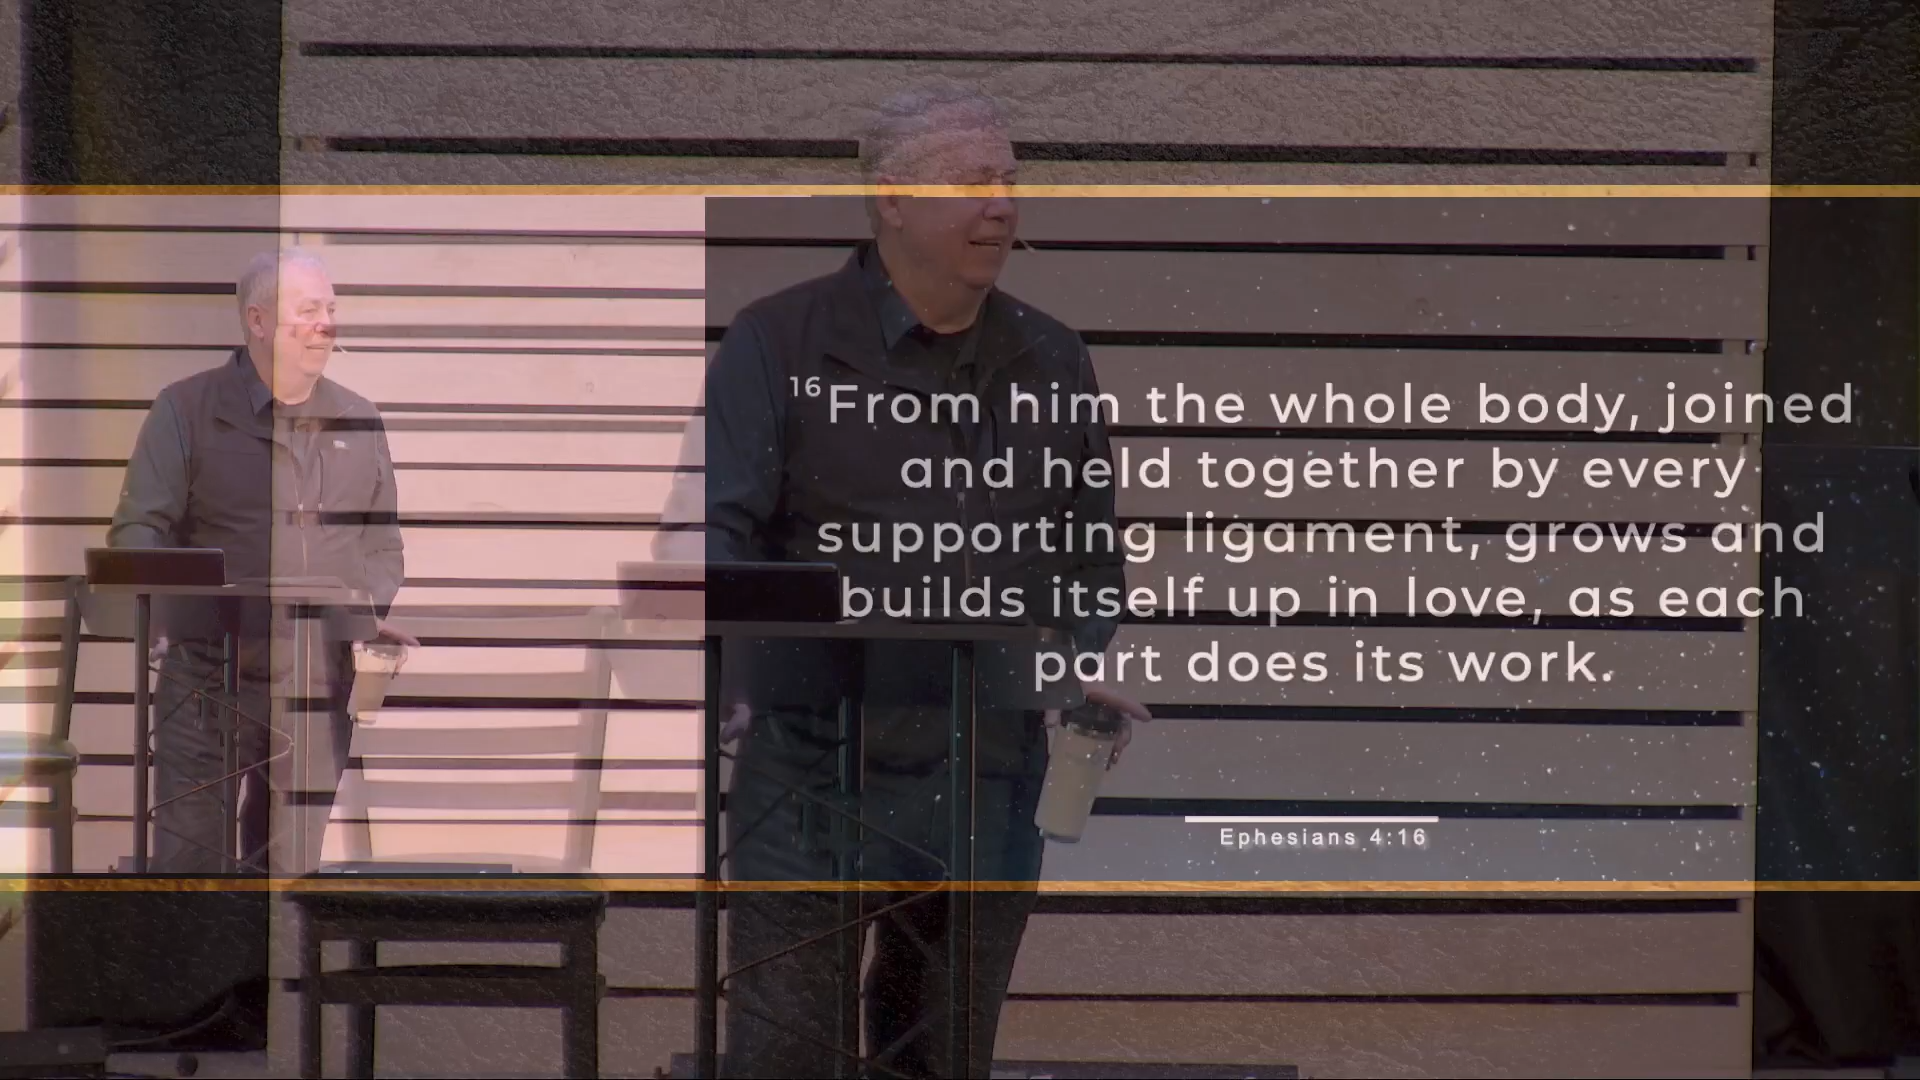 16From him the whole body, joined
and held together by every
supporting ligament, grows and
builds itself up in love, as each
part does its work.
Ephesians 4:16